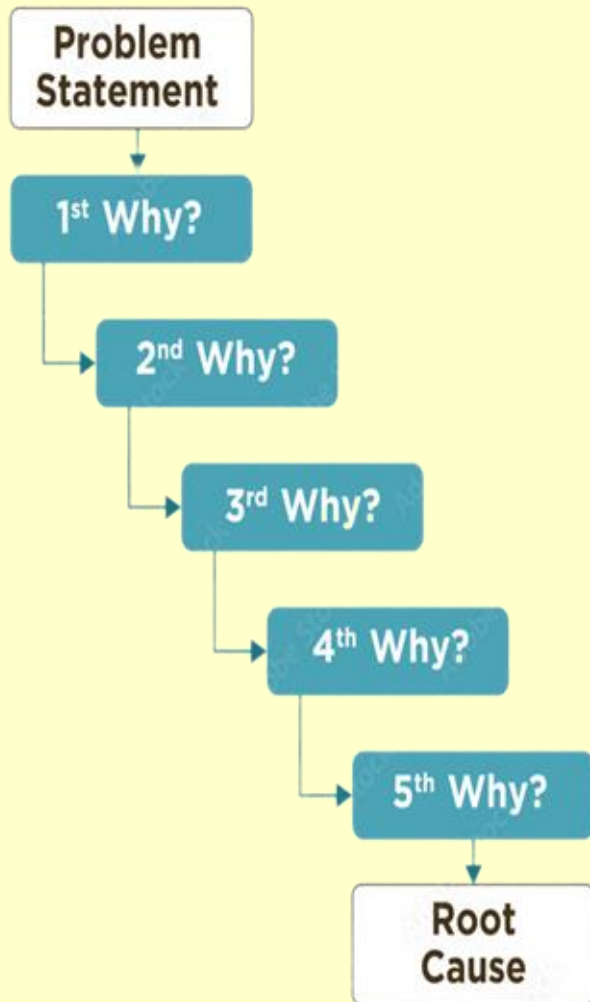 Problem
Statement
1st Why?
2nd Why?
3rd Why?
4th Why?
5th Why?
Root
Cause